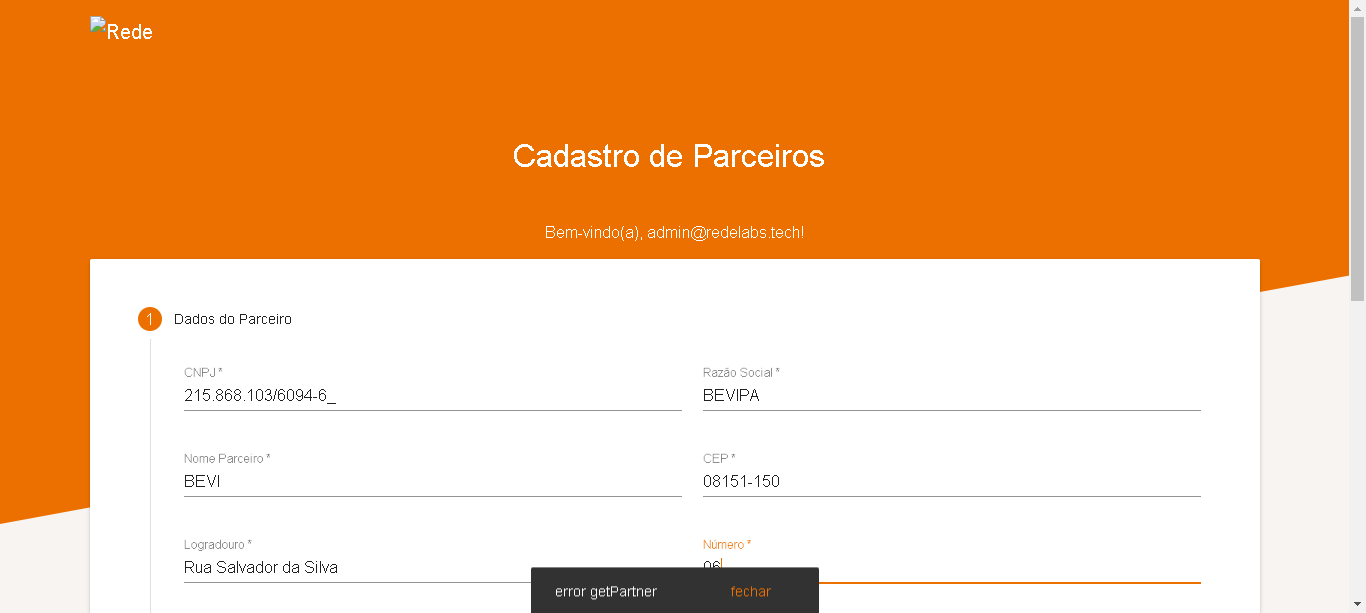 Rede
Cadastro de Parceiros
Bem-vindo(a), admin@redelabs.tech!
1 Dados do Parceiro
CNPJ *
215.868.103/6094-6_
Razão Social *
BEVIPA
Nome Parceiro *
BEVI
CEP *
08151-150
Logradouro *
Rua Salvador da Silva
Número *
06
error getPartner fechar